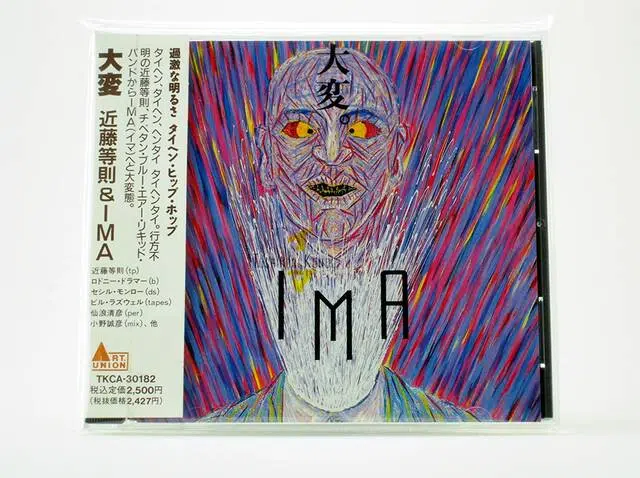 大変 近藤等則&IMA
過激な明るさ タイヘン・ヒップ・ホップ
タイヘン、タイヘン、ヘンタイ タイヘンタイ。行方不
明の近藤等則、チベタン・ブルー・エアー・リキッド・
バンドからIMA(イマ)へと大変態。
近藤等則(tp)
ロドニー・ドラマー(b)
セシル・モンロー(ds)
ビル・ラズウェル(tapes)
仙浪清彦(per)
小野誠彦(mix)、他
ART.
UNION
TKCA-30182
税込定価2,500円
(税抜価格2,427円)
大変。
IMA